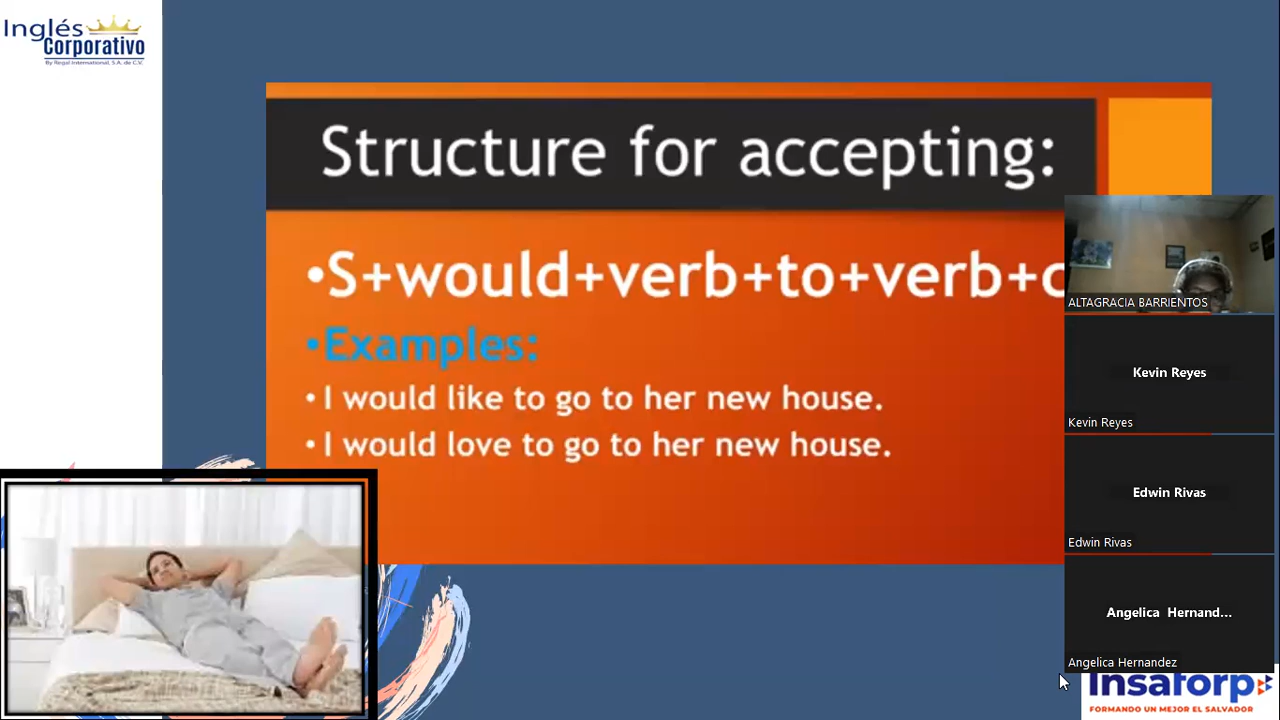 Inglés
Corporativo
By Regal International, S.A. de C.V.
Structure for accepting:
•S+would+verb+to+verb+c
•Examples:
•I would like to go to her new house.
•I would love to go to her new house.
ALTAGRACIA BARRIENTOS
Kevin Reyes
Kevin Reyes
Edwin Rivas
Edwin Rivas
Angelica Hernand...
Angelica Hernandez
Insaforp
FORMANDO UN MEJOR EL SALVADOR